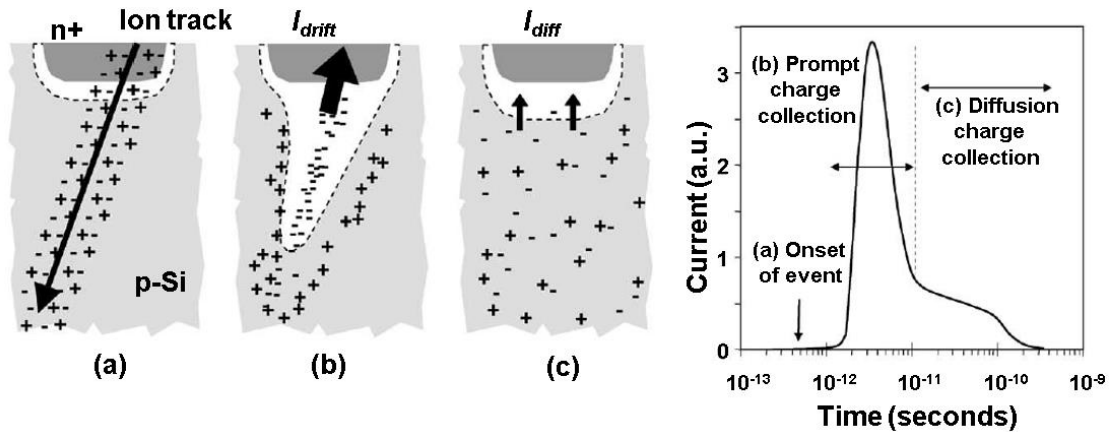 n+
Ion track
p-Si
(a)
I_drift
(b)
I_diff
(c)
Current (a.u.)
3
2
1
0
(b) Prompt
charge
collection
(c) Diffusion
charge
collection
(a) Onset
of event
10-13
10-12
10-11
10-10
10-9
Time (seconds)